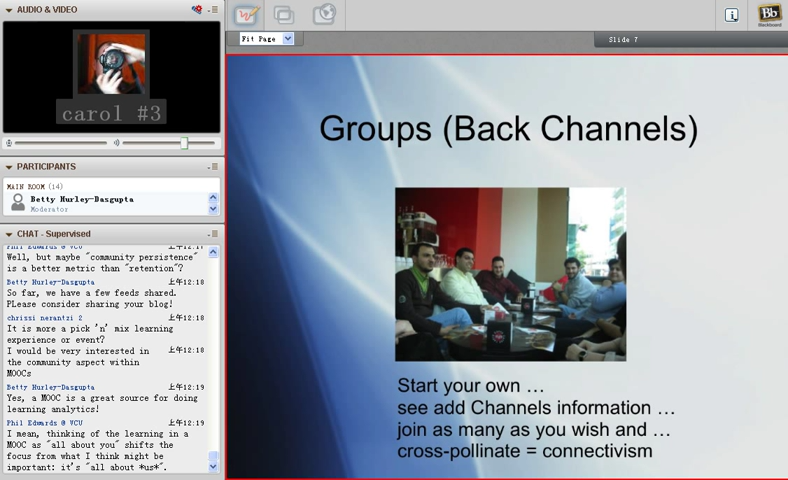 AUDIO & VIDEO
carol #3
PARTICIPANTS
MAIN ROOM (14)
Betty Hurley-Dasgupta
Moderator
CHAT - Supervised
Phil Edwards @ VCU 上午12:17
Well, but maybe "community persistence"
is a better metric than "retention"?
Betty Hurley-Dasgupta 上午12:18
So far, we have a few feeds shared.
PLease consider sharing your blog!
chrissi nerantzi 2 上午12:18
It is more a pick 'n' mix learning
experience or event?
I would be very interested in 上午12:18
the community aspect within
MOOCs
Betty Hurley-Dasgupta 上午12:19
Yes, a MOOC is a great source for doing
learning analytics!
Phil Edwards @ VCU 上午12:19
I mean, thinking of the learning in a
MOOC as "all about you" shifts the
focus from what I think might be
important: it's "all about *us*".
Fit Page
Slide 7
i
Bb
Blackboard
Groups (Back Channels)
Start your own …
see add Channels information …
join as many as you wish and …
cross-pollinate = connectivism